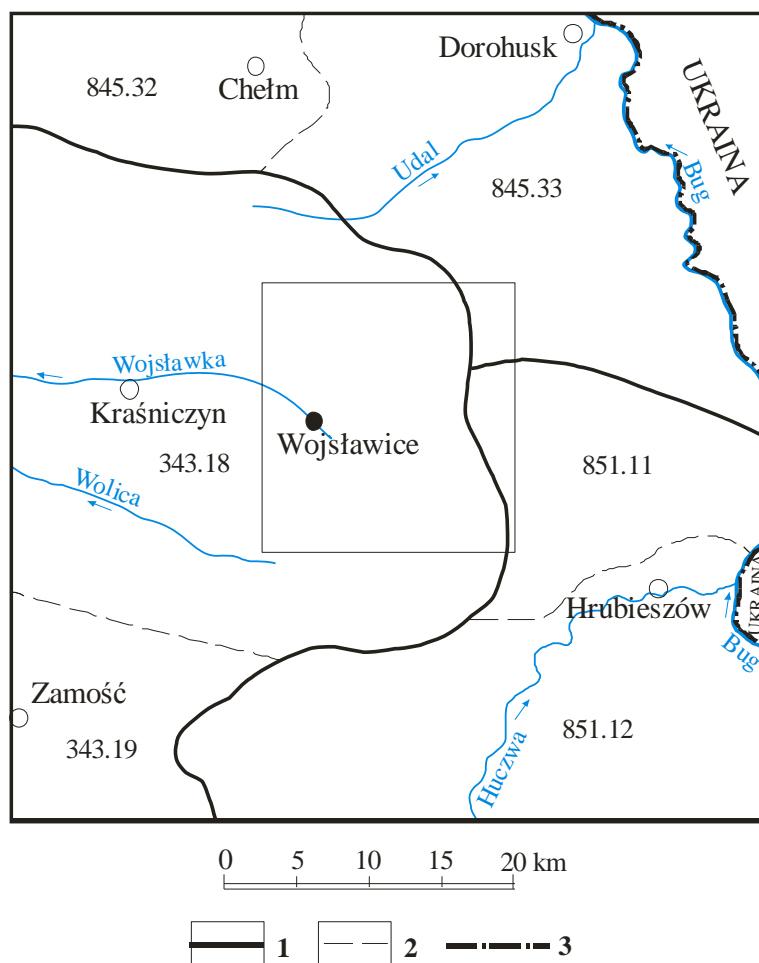 Dorohusk
845.32
Chełm
UKRAINA
Udal
Bug
845.33
Wojsławka
Kraśniczyn
Wojsławice
343.18
851.11
Wolica
Hrubieszów
UKRAINA
Bug
Zamość
343.19
851.12
Huczwa
0 5 10 15 20 km
1 2 3